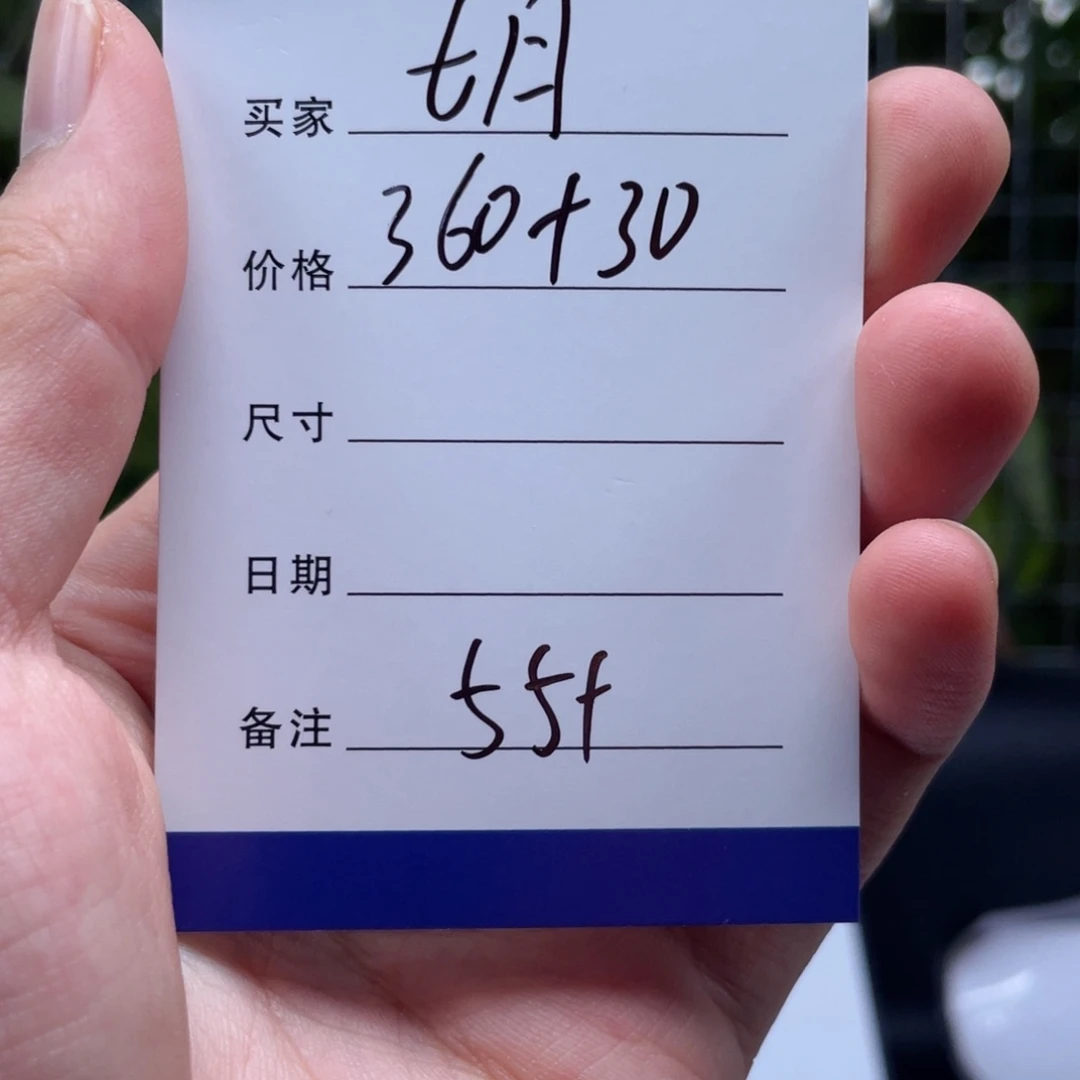 买家 七月
价格 360+30
尺寸
日期
备注 55f